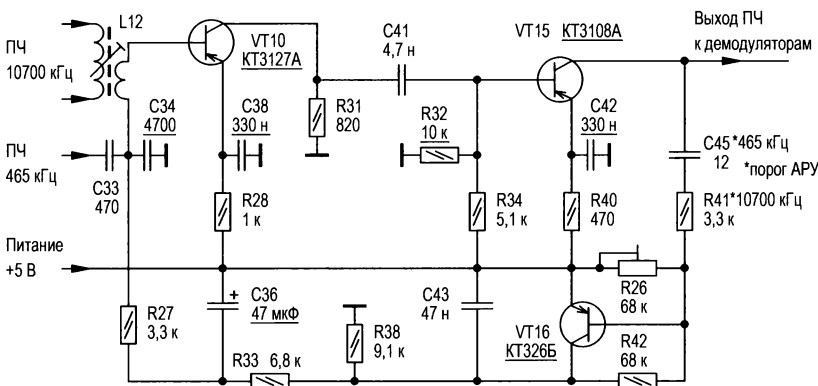 L12
ПЧ
10700 кГц
VT10
КТ3127А
C41
4,7 н
VT15 КТ3108А
Выход ПЧ
к демодуляторам
C34
4700
C38
330 н
R31
820
R32
10 к
C42
330 н
C45*465 кГц
12 *порог АРУ
ПЧ
465 кГц
C33
470
R28
1 к
R34
5,1 к
R40
470
R41*10700 кГц
3,3 к
Питание
+5 В
R26
68 к
R27
3,3 к
+ C36
47 мкФ
R38
9,1 к
C43
47 н
VT16
КТ326Б
R42
68 к
R33 6,8 к